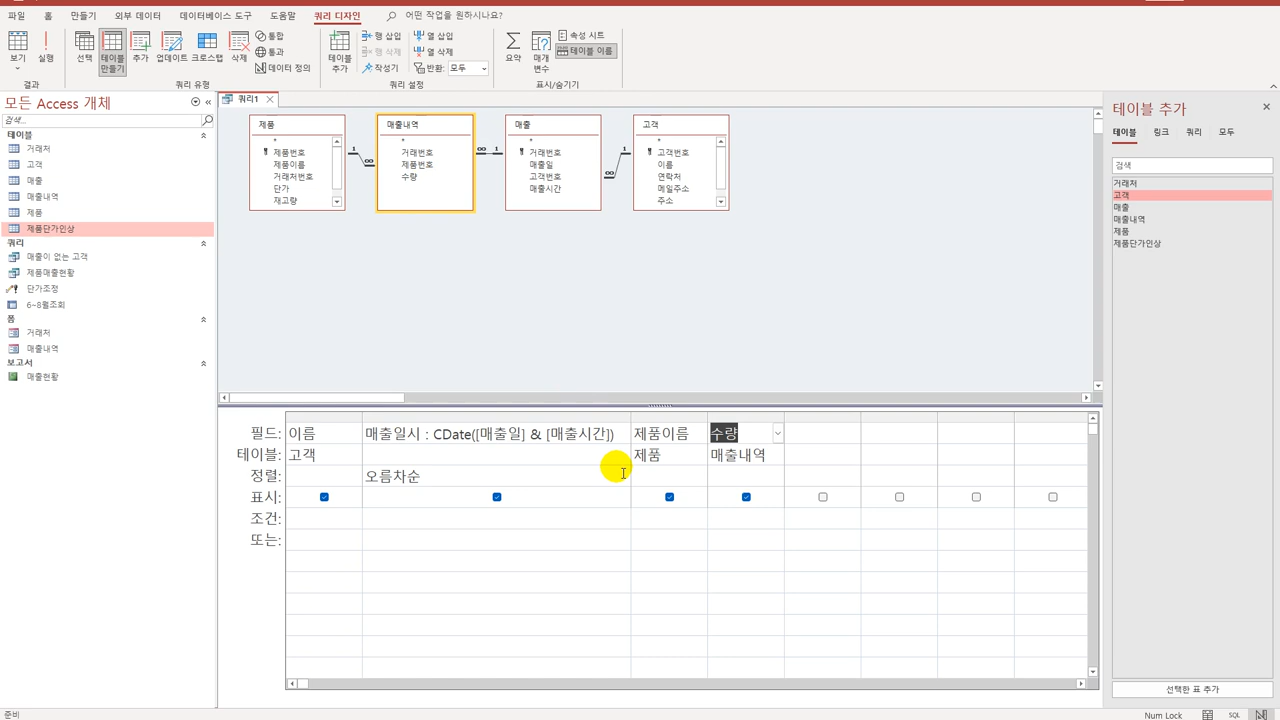 파일 홈 만들기 외부 데이터 데이터베이스 도구 도움말 쿼리 디자인 어떤 작업을 원하시나요?
보기 실행 선택 테이블 만들기 추가 업데이트 크로스탭 삭제 통합 통과 데이터 정의 테이블 추가 행 삽입 행 삭제 작성기 열 삽입 열 삭제 반환: 모두 요약 매개 변수 속성 시트 테이블 이름
결과 쿼리 유형 쿼리 설정 표시/숨기기
모든 Access 개체
검색...
테이블
거래처
고객
매출
매출내역
제품
제품단가인상
쿼리
매출이 없는 고객
제품매출현황
단가조정
6~8월조회
폼
거래처
매출내역
보고서
매출현황
쿼리1
제품
*
제품번호
제품이름
거래처번호
단가
재고량
1 ∞
매출내역
*
거래번호
제품번호
수량
∞ 1
매출
*
거래번호
매출일
고객번호
매출시간
∞ 1
고객
*
고객번호
이름
연락처
메일주소
주소
필드: 이름 매출일시 : CDate([매출일] & [매출시간]) 제품이름 수량
테이블: 고객 제품 매출내역
정렬: 오름차순
표시:
조건:
또는:
테이블 추가
테이블 링크 쿼리 모두
검색
거래처
고객
매출
매출내역
제품
제품단가인상
선택한 표 추가
준비 Num Lock SQL